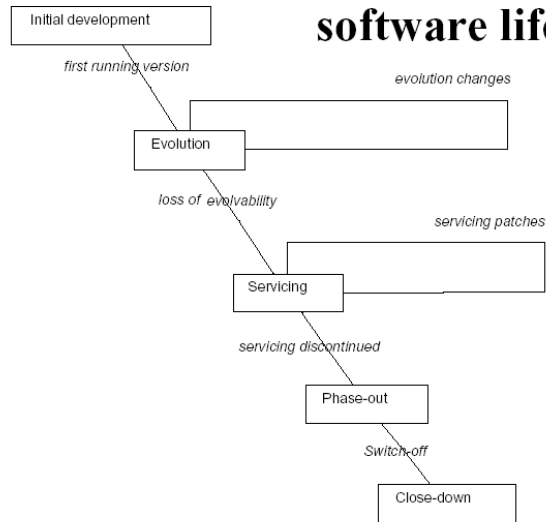 Initial development
software life
first running version
evolution changes
Evolution
loss of evolvability
servicing patches
Servicing
servicing discontinued
Phase-out
Switch-off
Close-down